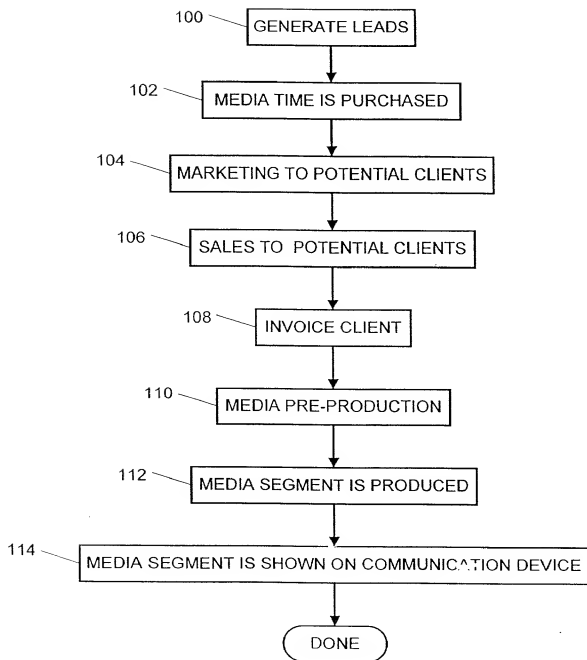 100
GENERATE LEADS
102
MEDIA TIME IS PURCHASED
104
MARKETING TO POTENTIAL CLIENTS
106
SALES TO POTENTIAL CLIENTS
108
INVOICE CLIENT
110
MEDIA PRE-PRODUCTION
112
MEDIA SEGMENT IS PRODUCED
114
MEDIA SEGMENT IS SHOWN ON COMMUNICATION DEVICE
DONE